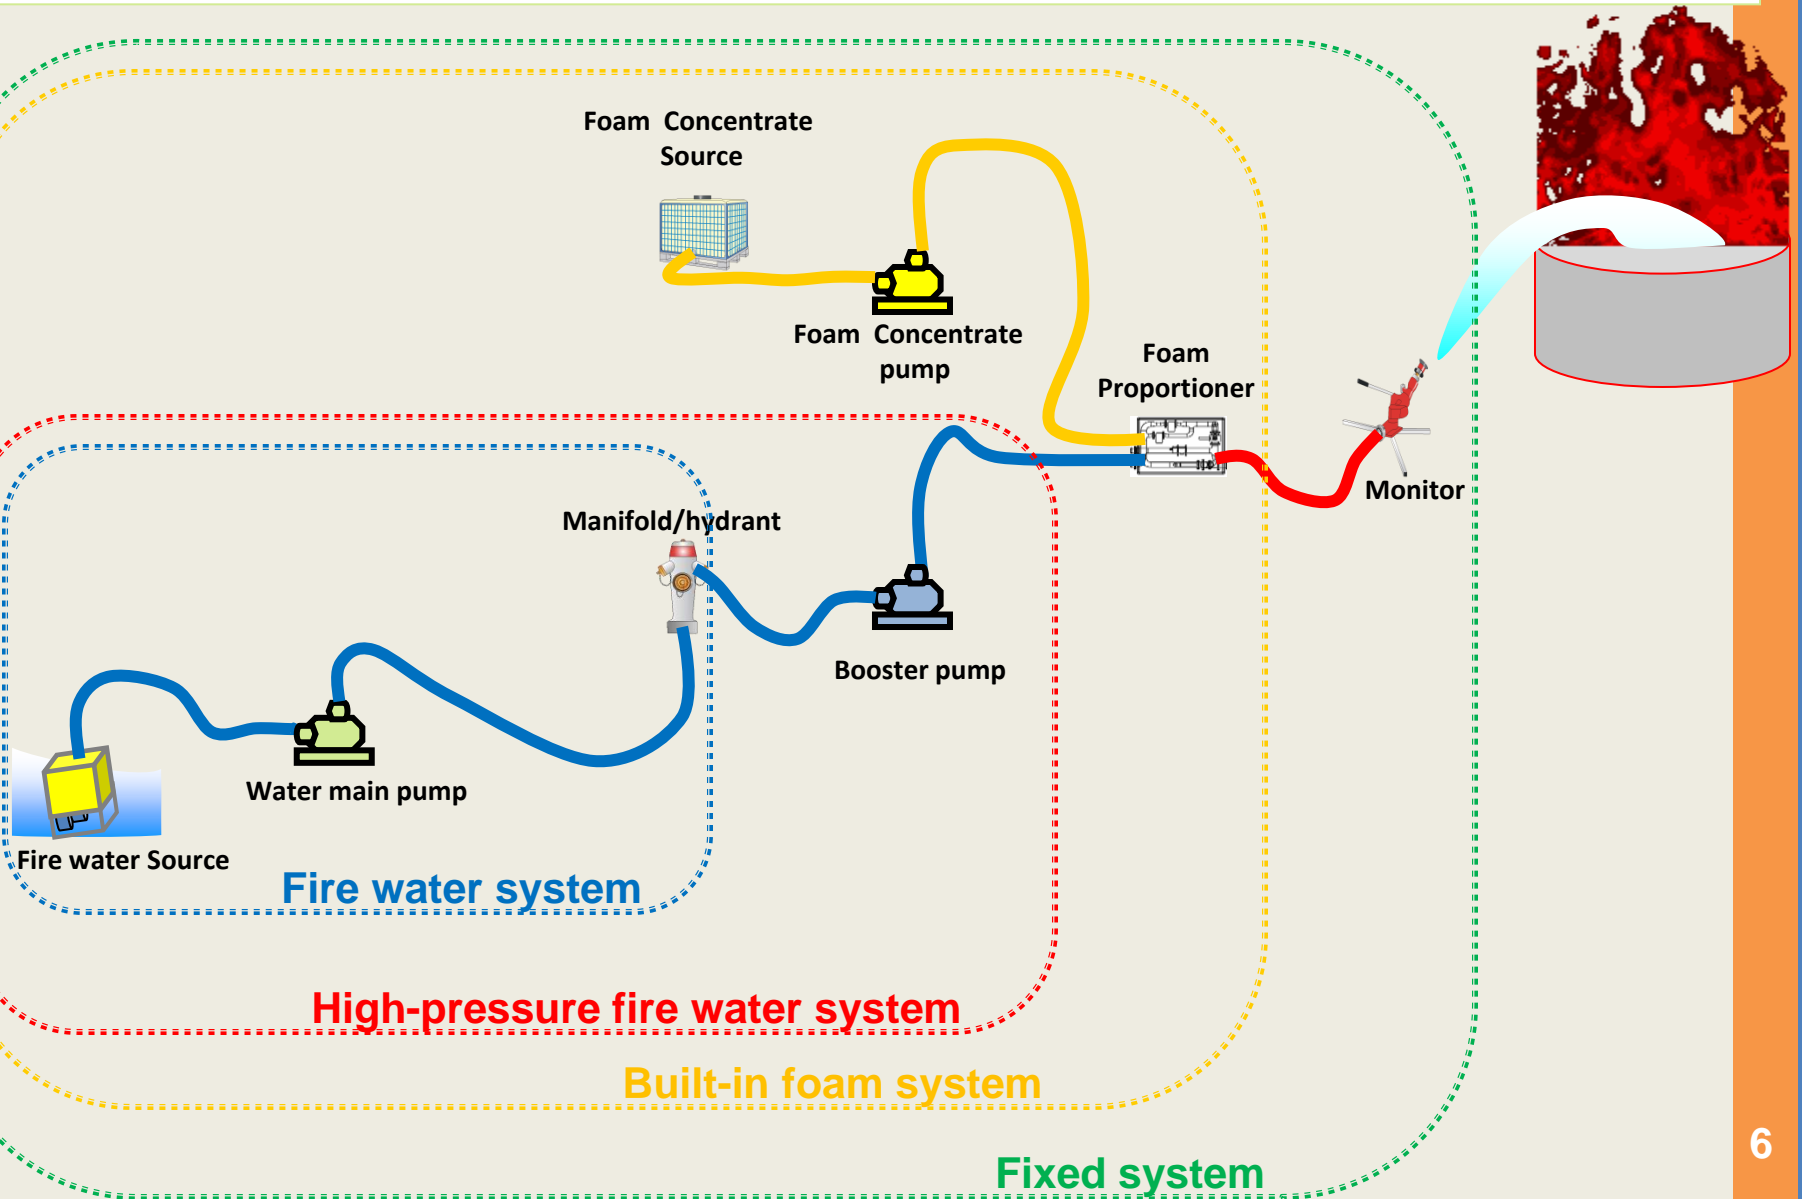 Foam Concentrate
Source
Foam Concentrate
pump
Foam
Proportioner
Monitor
Manifold/hydrant
Booster pump
Water main pump
Fire water Source
Fire water system
High-pressure fire water system
Built-in foam system
Fixed system
6